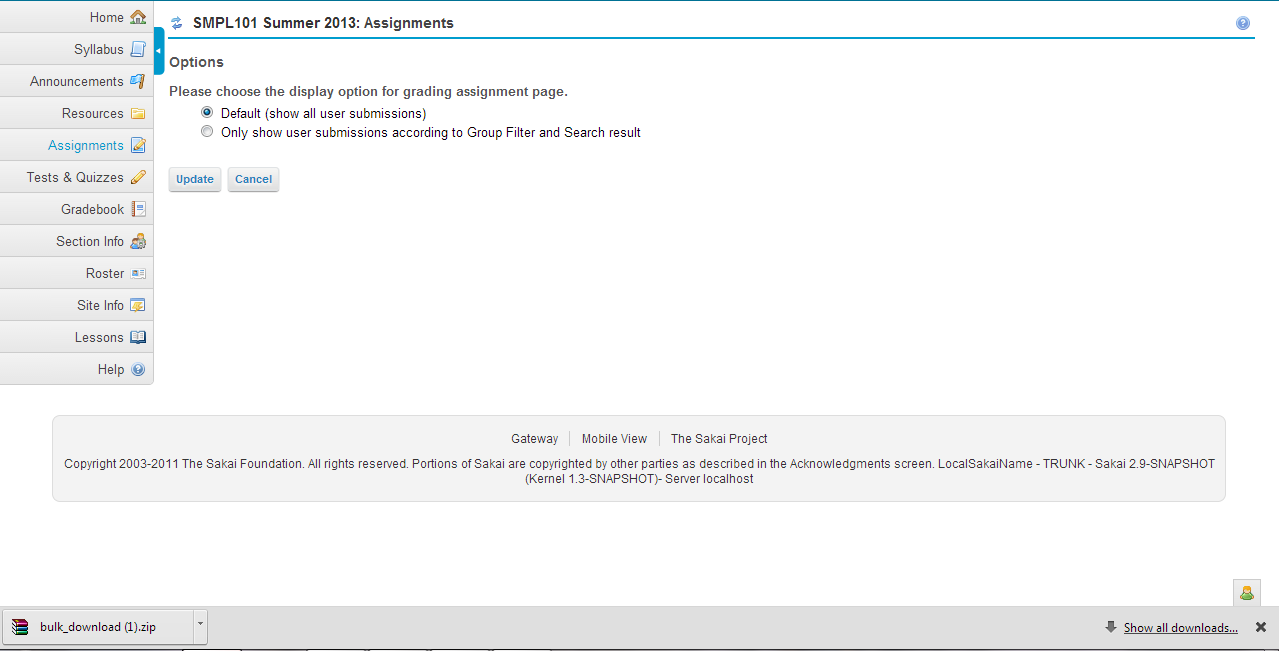 Home
Syllabus
Announcements
Resources
Assignments
Tests & Quizzes
Gradebook
Section Info
Roster
Site Info
Lessons
Help
SMPL101 Summer 2013: Assignments
Options
Please choose the display option for grading assignment page.
Default (show all user submissions)
Only show user submissions according to Group Filter and Search result
Update Cancel
Gateway Mobile View The Sakai Project
Copyright 2003-2011 The Sakai Foundation. All rights reserved. Portions of Sakai are copyrighted by other parties as described in the Acknowledgments screen. LocalSakaiName - TRUNK - Sakai 2.9-SNAPSHOT
(Kernel 1.3-SNAPSHOT)- Server localhost
bulk_download (1).zip
Show all downloads...